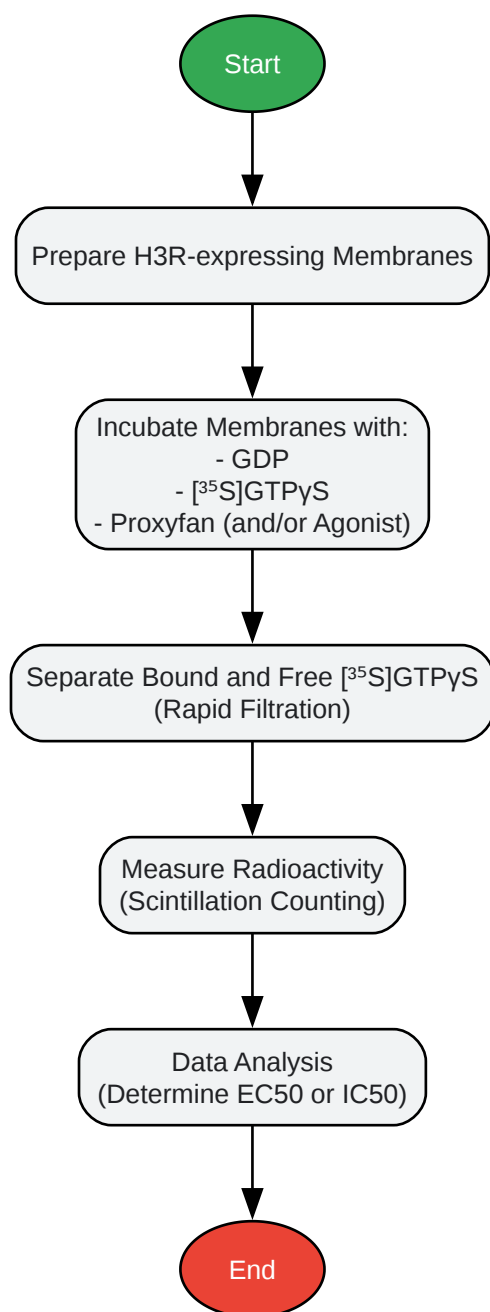 Start
Prepare H3R-expressing Membranes
Incubate Membranes with:
- GDP
- [³⁵S]GTPγS
- Proxyfan (and/or Agonist)
Separate Bound and Free [³⁵S]GTPγS
(Rapid Filtration)
Measure Radioactivity
(Scintillation Counting)
Data Analysis
(Determine EC50 or IC50)
End